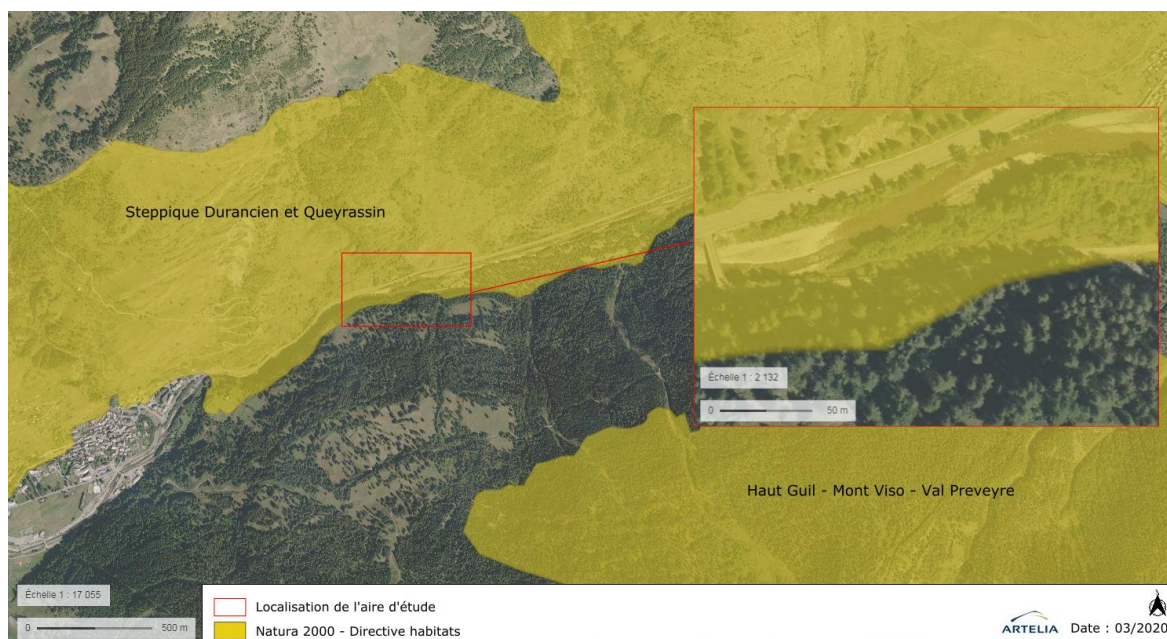 Steppique Durancien et Queyrassin
Échelle 1 : 2 132
0 50 m
Haut Guil - Mont Viso - Val Preveyre
Échelle 1 : 17 055
0 500 m
Localisation de l'aire d'étude
Natura 2000 - Directive habitats
ARTELIA Date : 03/2020